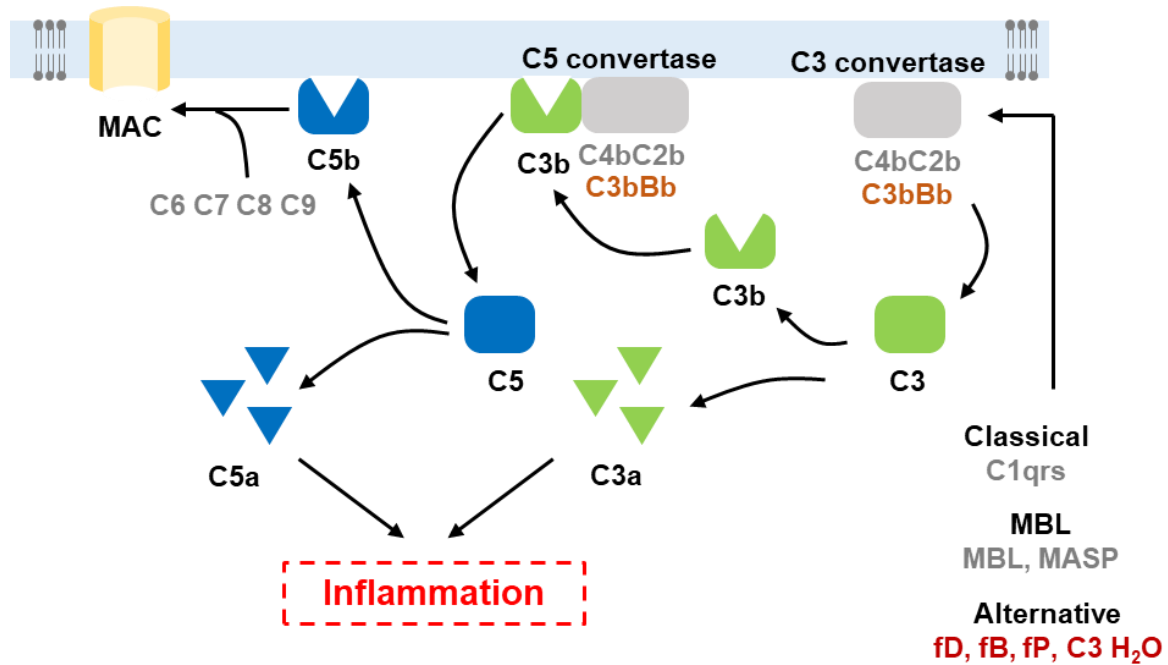 C5 convertase
C3 convertase
MAC
C5b
C3b
C4bC2b
C3bBb
C4bC2b
C3bBb
C6 C7 C8 C9
C3b
C5
C3
C5a
C3a
Classical
C1qrs
MBL
MBL, MASP
Inflammation
Alternative
fD, fB, fP, C3 H₂O